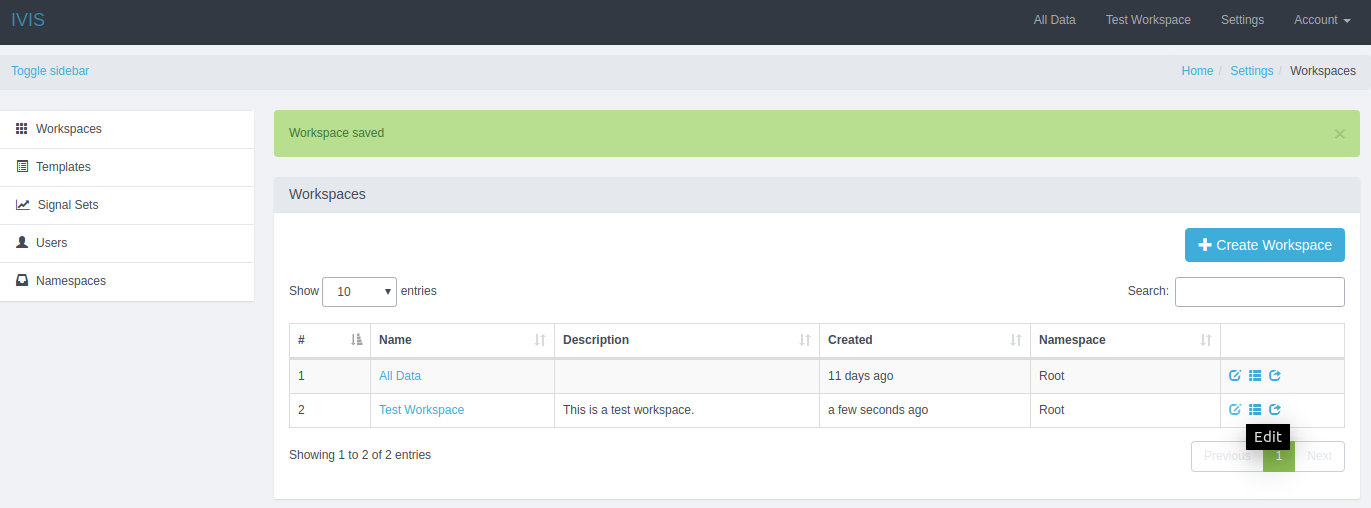 IVIS All Data Test Workspace Settings Account
Toggle sidebar Home / Settings / Workspaces
Workspaces
Templates
Signal Sets
Users
Namespaces
Workspace saved ×
Workspaces
Create Workspace
Show 10 entries Search:
# Name Description Created Namespace
1 All Data 11 days ago Root
2 Test Workspace This is a test workspace. a few seconds ago Root
Edit
Showing 1 to 2 of 2 entries Previous 1 Next